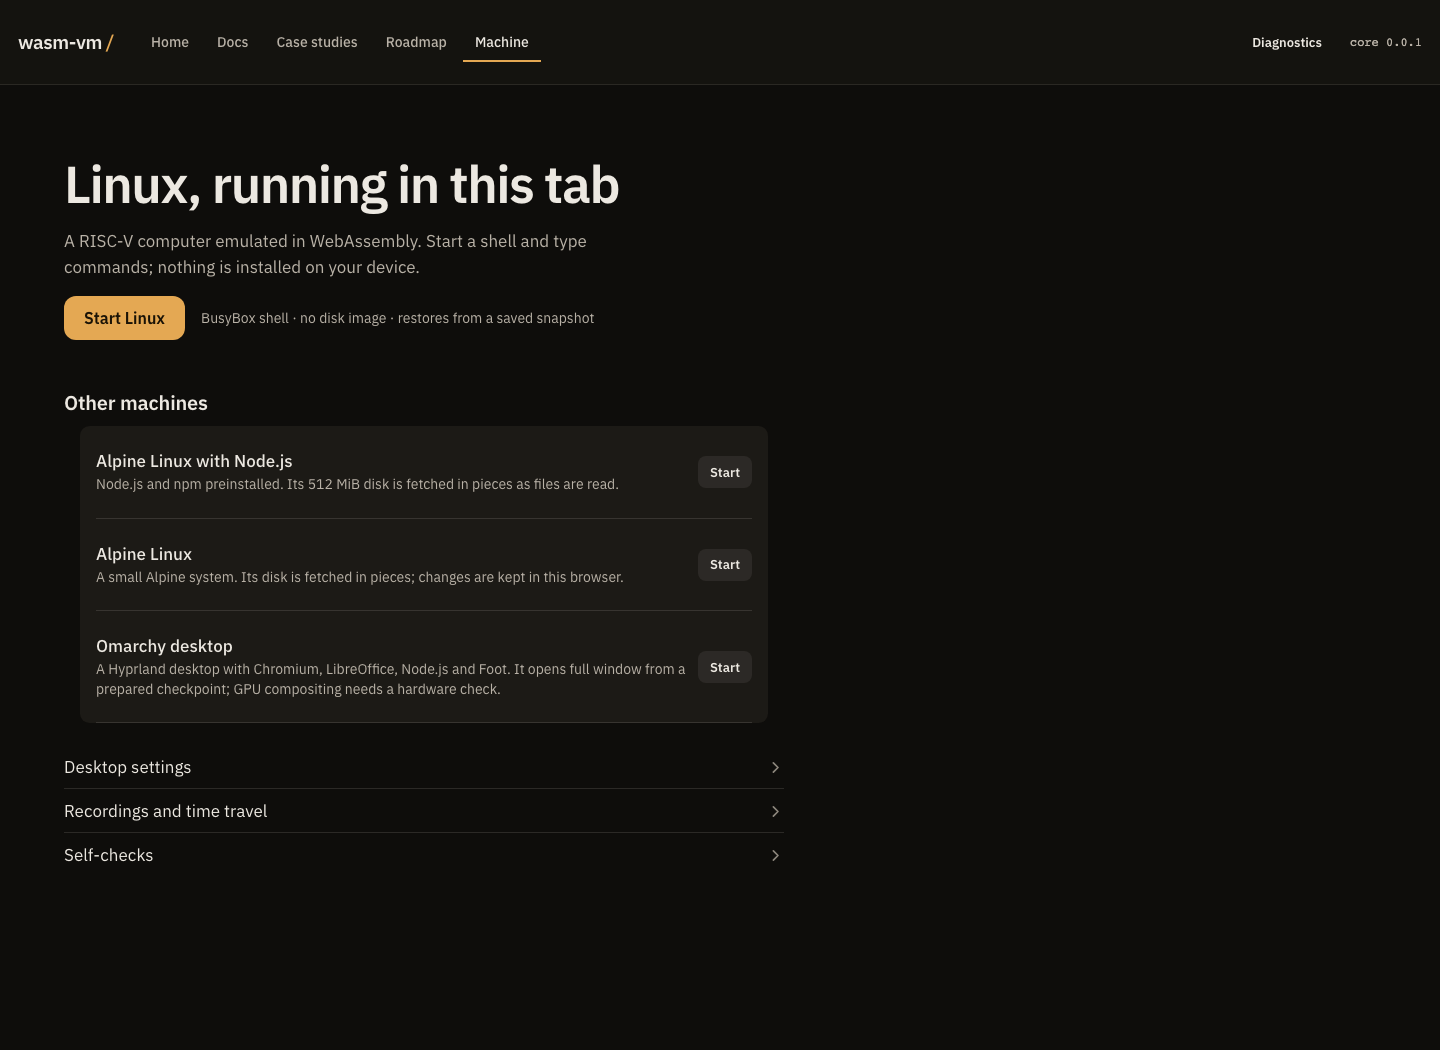 wasm-vm /
Home
Docs
Case studies
Roadmap
Machine
Diagnostics
core 0.0.1
Linux, running in this tab
A RISC-V computer emulated in WebAssembly. Start a shell and type
commands; nothing is installed on your device.
Start Linux
BusyBox shell · no disk image · restores from a saved snapshot
Other machines
Alpine Linux with Node.js
Node.js and npm preinstalled. Its 512 MiB disk is fetched in pieces as files are read.
Start
Alpine Linux
A small Alpine system. Its disk is fetched in pieces; changes are kept in this browser.
Start
Omarchy desktop
A Hyprland desktop with Chromium, LibreOffice, Node.js and Foot. It opens full window from a
prepared checkpoint; GPU compositing needs a hardware check.
Start
Desktop settings
Recordings and time travel
Self-checks